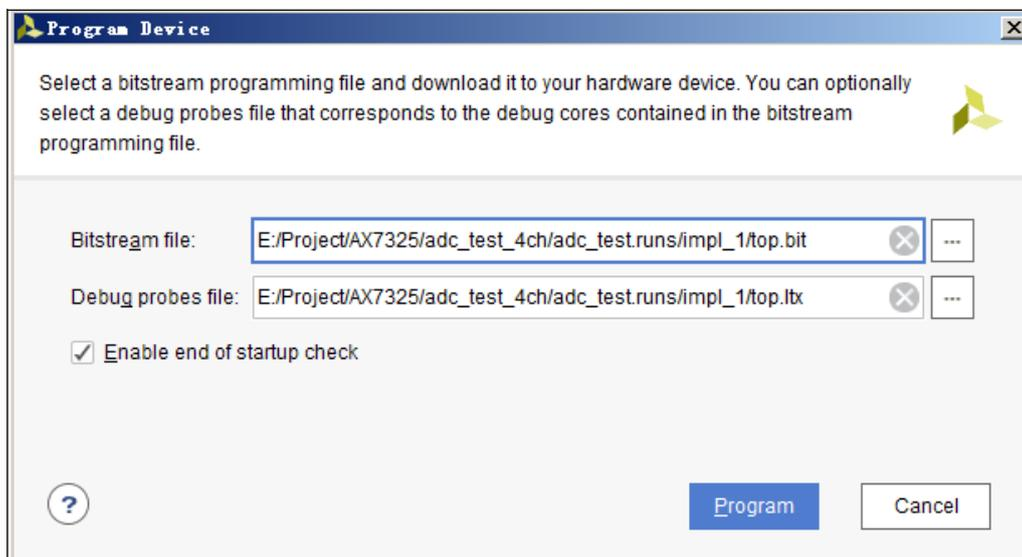 Program Device
Select a bitstream programming file and download it to your hardware device. You can optionally
select a debug probes file that corresponds to the debug cores contained in the bitstream
programming file.
Bitstream file: E:/Project/AX7325/adc_test_4ch/adc_test.runs/impl_1/top.bit ...
Debug probes file: E:/Project/AX7325/adc_test_4ch/adc_test.runs/impl_1/top.ltx ...
Enable end of startup check
? Program Cancel